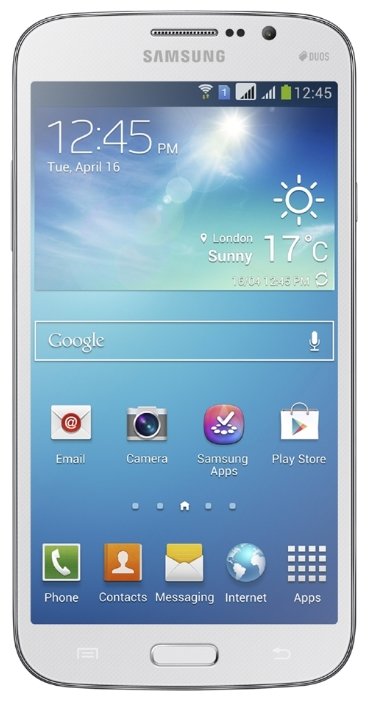 SAMSUNG
DUOS
1 12:45
12:45 PM
Tue, April 16
London
Sunny 17°C
16/04 12:45 PM
Google
@
Email Camera Samsung Apps Play Store
Phone Contacts Messaging Internet Apps